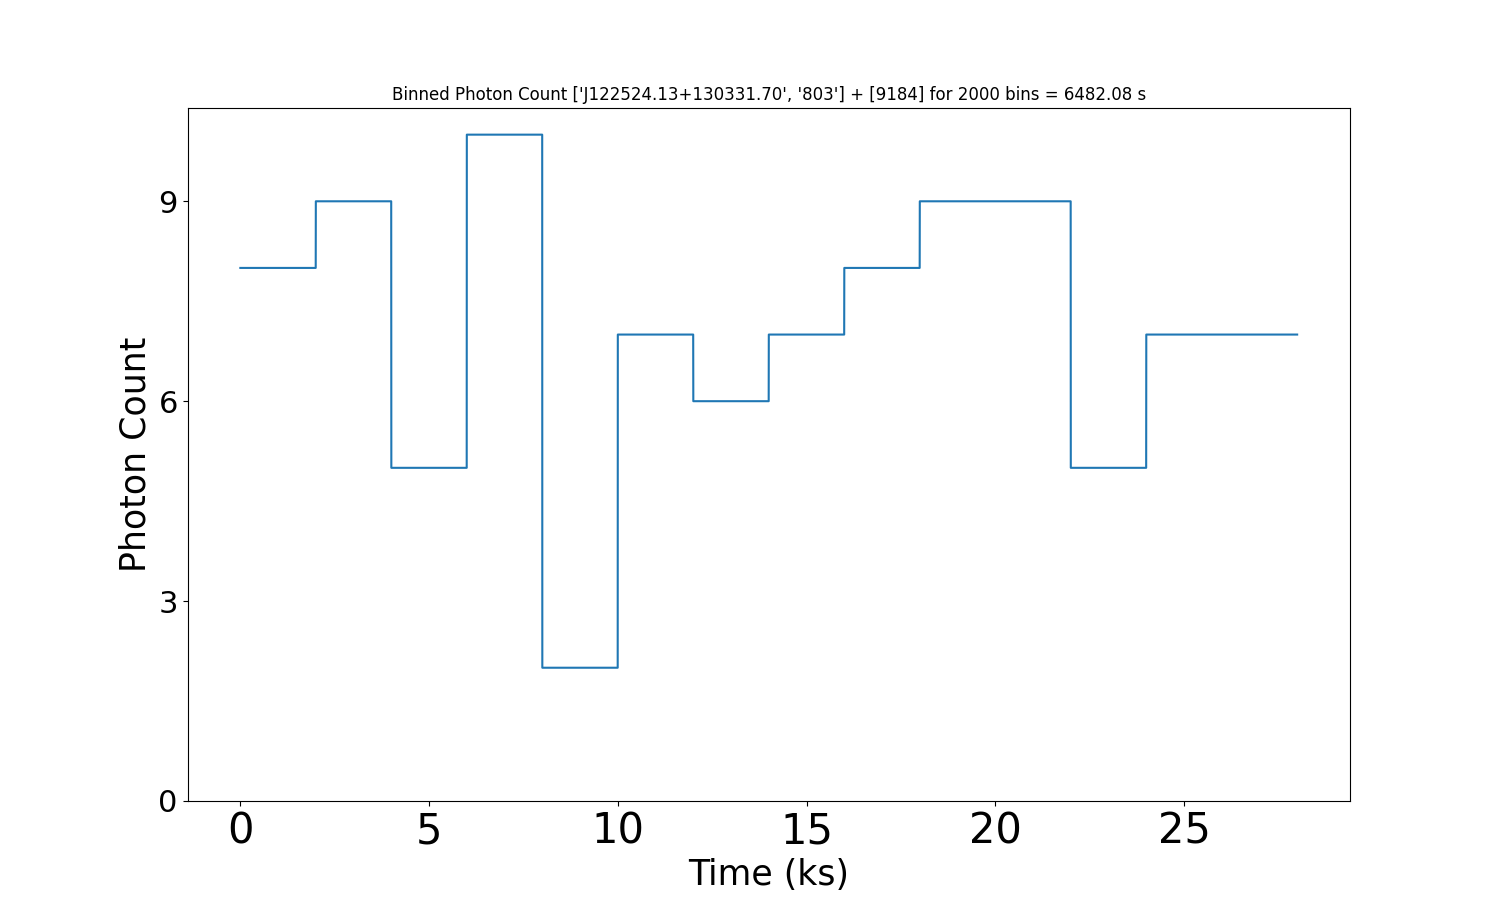 Binned Photon Count ['J122524.13+130331.70', '803'] + [9184] for 2000 bins = 6482.08 s
9
6
3
0
Photon Count
0 5 10 15 20 25
Time (ks)